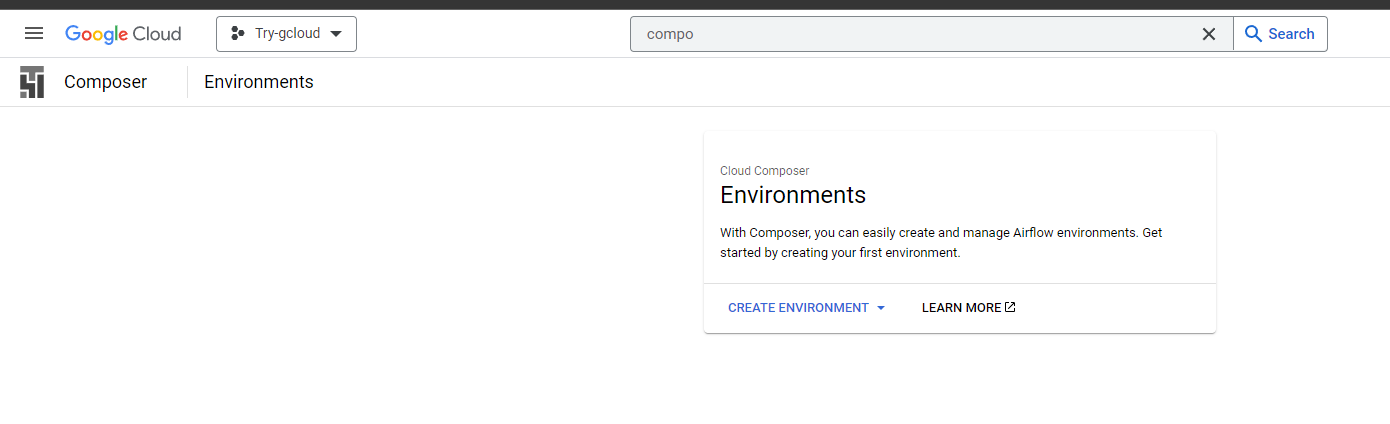 Google Cloud
Try-gcloud
compo
Search
Composer
Environments
Cloud Composer
Environments
With Composer, you can easily create and manage Airflow environments. Get
started by creating your first environment.
CREATE ENVIRONMENT
LEARN MORE